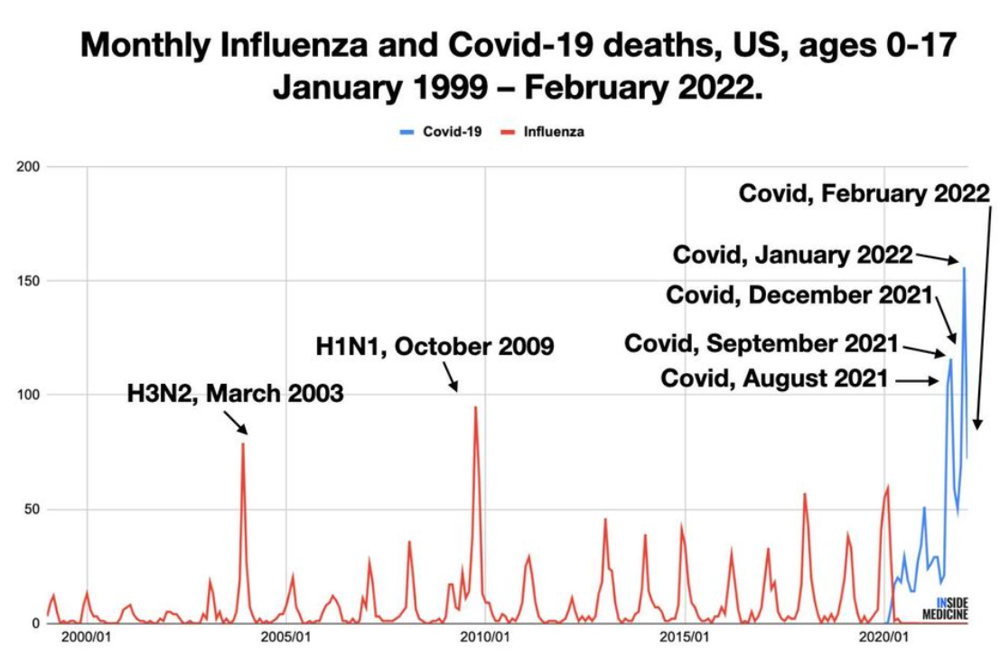 Monthly Influenza and Covid-19 deaths, US, ages 0-17
January 1999 – February 2022.
Covid-19 Influenza
200
Covid, February 2022
Covid, January 2022
150
Covid, December 2021
H1N1, October 2009
Covid, September 2021
Covid, August 2021
H3N2, March 2003
100
50
INSIDE
MEDICINE
0
2000/01 2005/01 2010/01 2015/01 2020/01